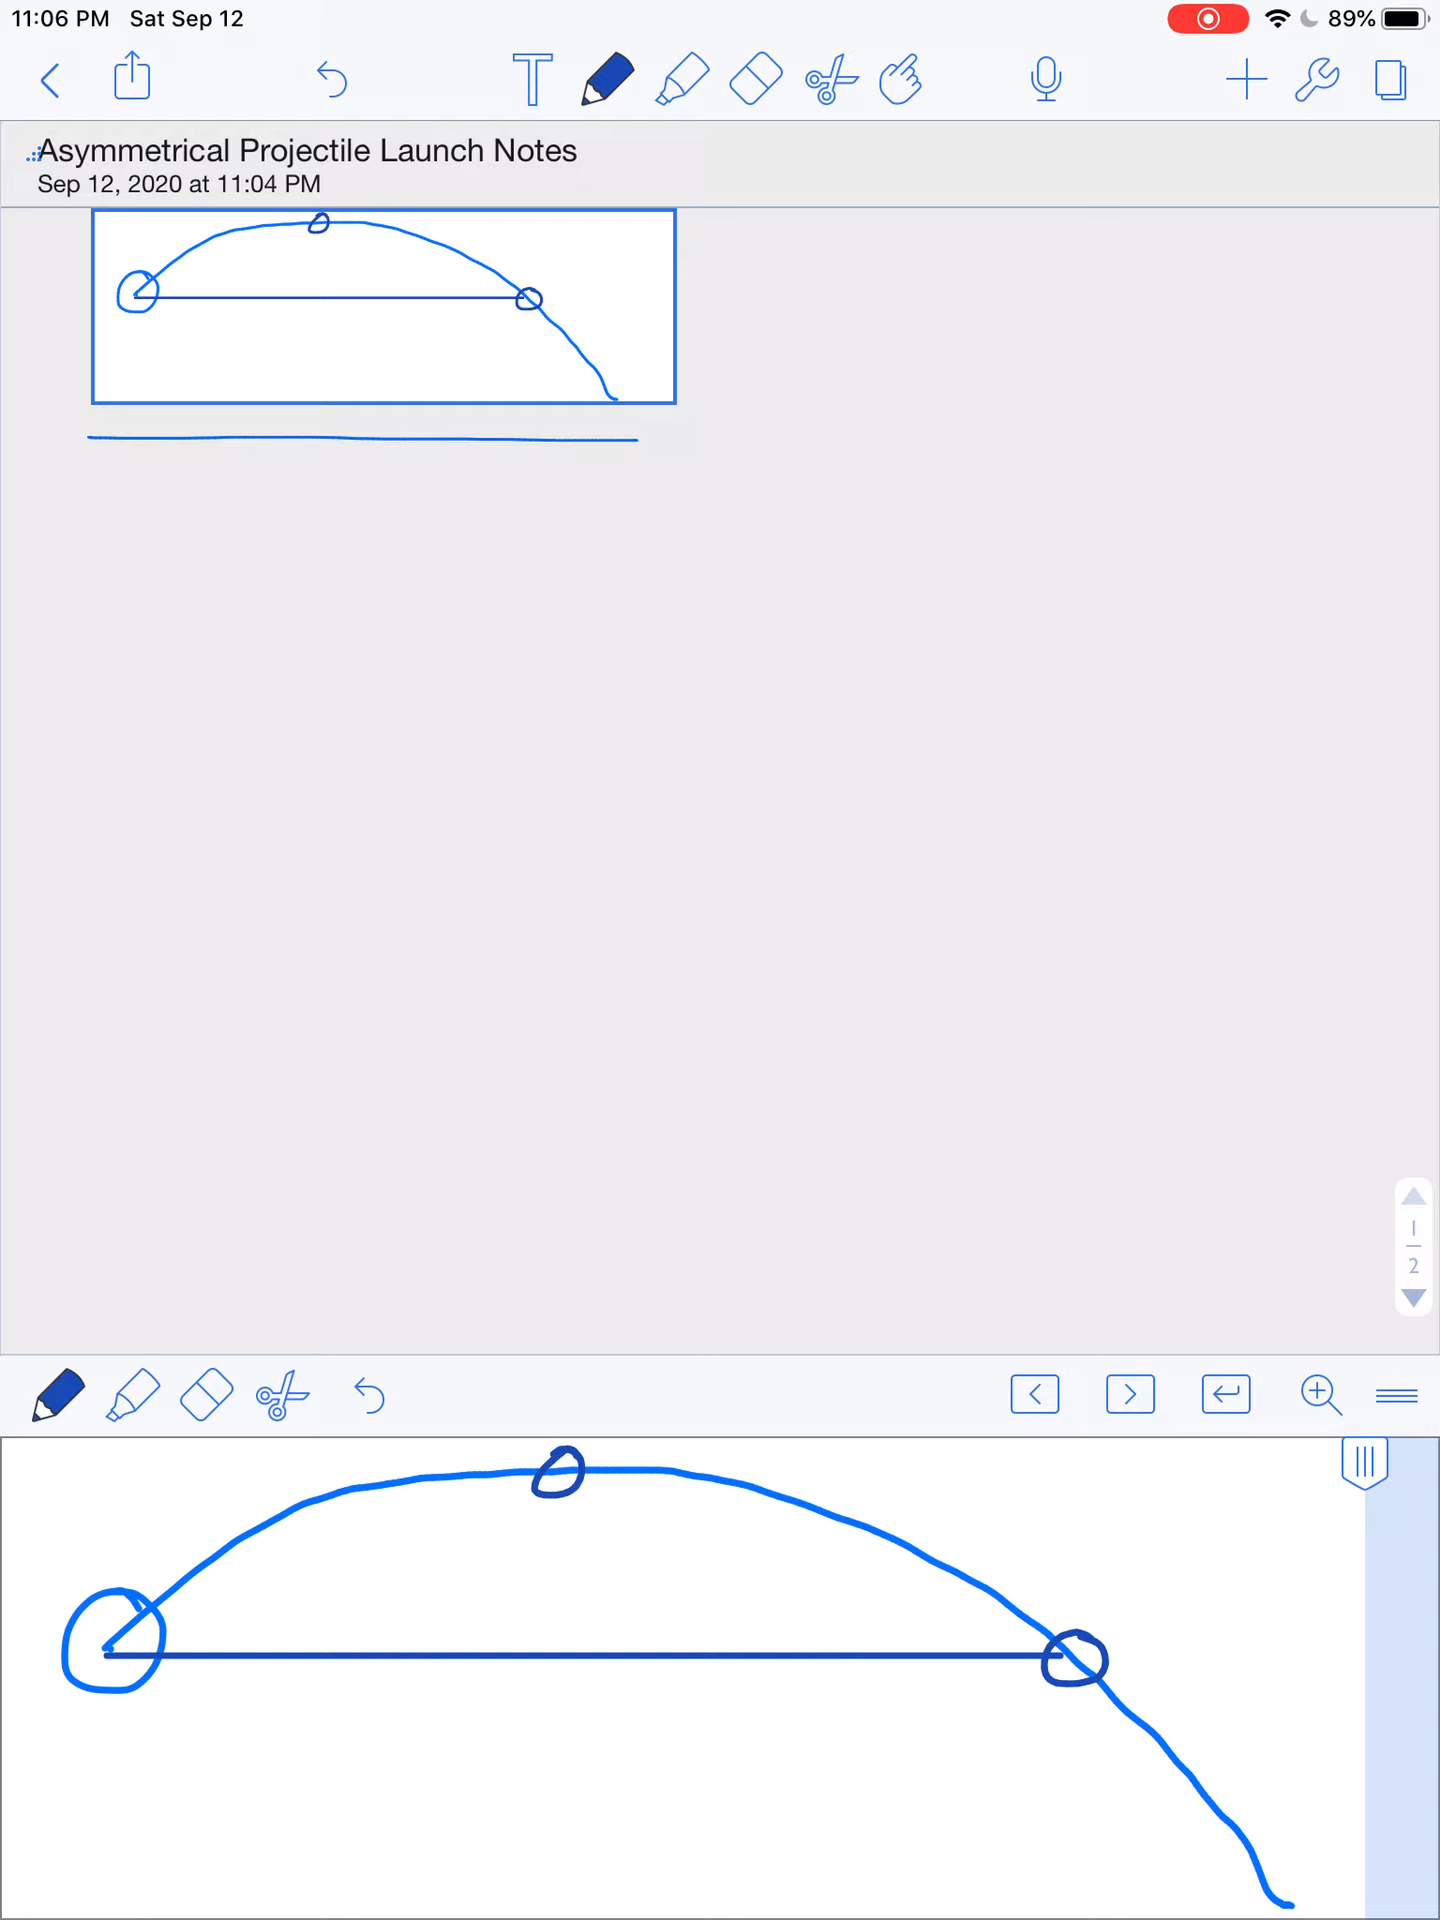 11:06 PM Sat Sep 12
89%
T
Asymmetrical Projectile Launch Notes
Sep 12, 2020 at 11:04 PM
1
2